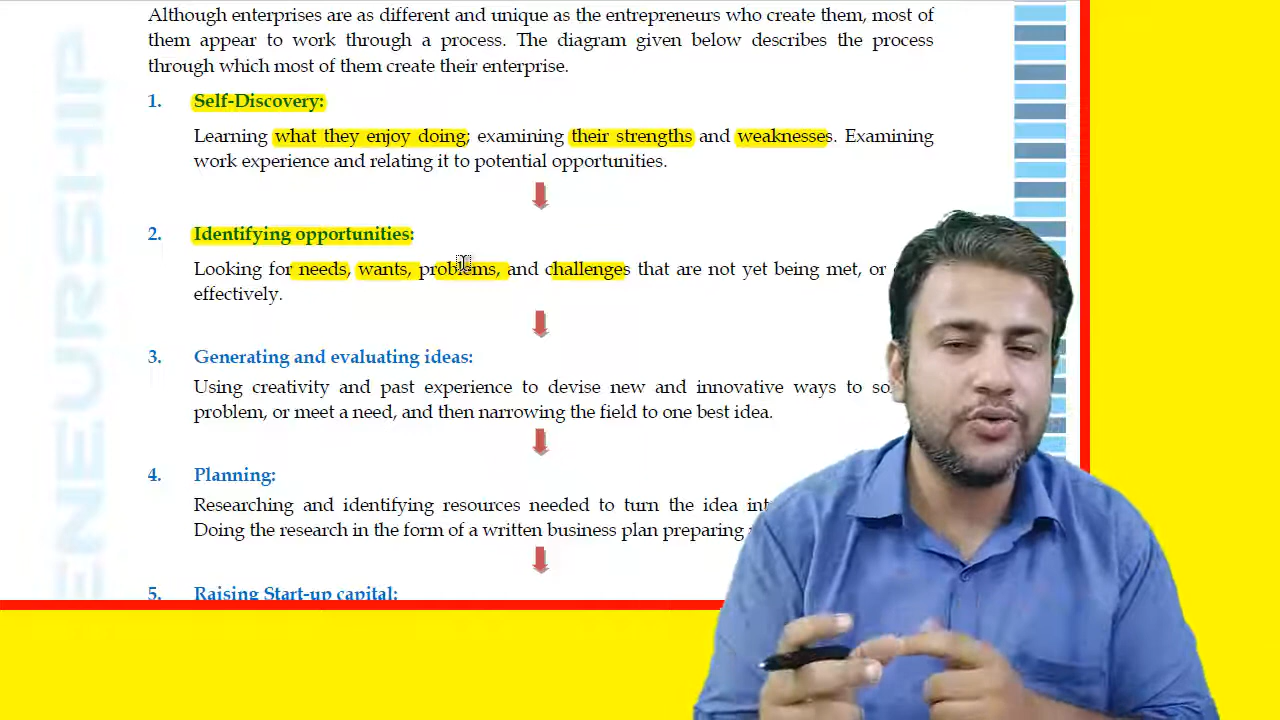 Although enterprises are as different and unique as the entrepreneurs who create them, most of
them appear to work through a process. The diagram given below describes the process
through which most of them create their enterprise.
1. Self-Discovery:
Learning what they enjoy doing; examining their strengths and weaknesses. Examining
work experience and relating it to potential opportunities.
2. Identifying opportunities:
Looking for needs, wants, problems, and challenges that are not yet being met, or
effectively.
3. Generating and evaluating ideas:
Using creativity and past experience to devise new and innovative ways to
problem, or meet a need, and then narrowing the field to one best idea.
4. Planning:
Researching and identifying resources needed to turn the idea
Doing the research in the form of a written business plan preparing
5. Raising Start-up capital:
ENEURSHIP